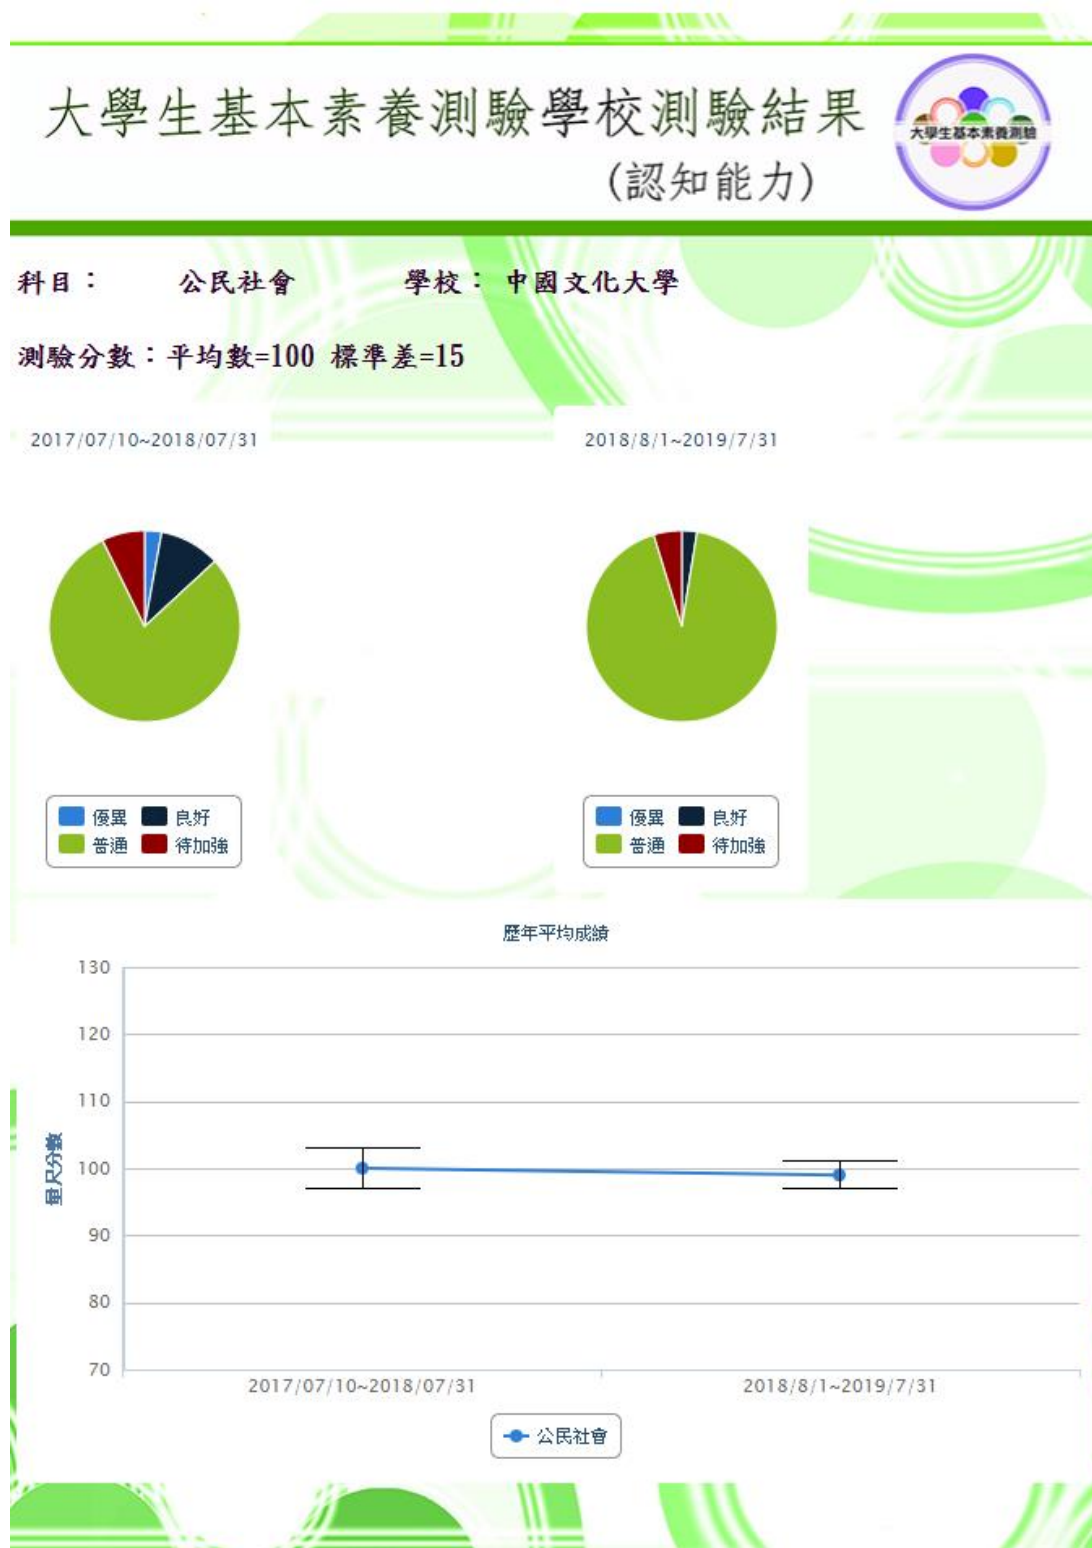 大學生基本素養測驗學校測驗結果
(認知能力)
大學生基本素養測驗
科目： 公民社會 學校： 中國文化大學
測驗分數：平均數=100 標準差=15
2017/07/10~2018/07/31 2018/8/1~2019/7/31
優異 良好 優異 良好
普通 待加強 普通 待加強
歷年平均成績
130
120
110
100
90
80
70
量尺分數
2017/07/10~2018/07/31 2018/8/1~2019/7/31
公民社會